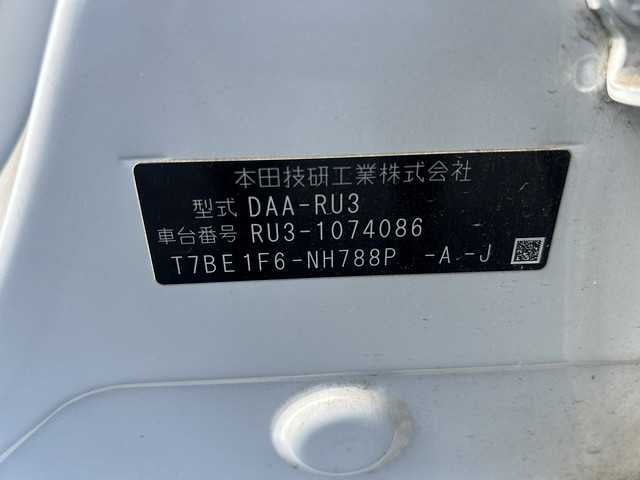 本田技研工業株式会社
型式 DAA-RU3
車台番号 RU3-1074086 -
T7BE1F6-NH788P -A -J